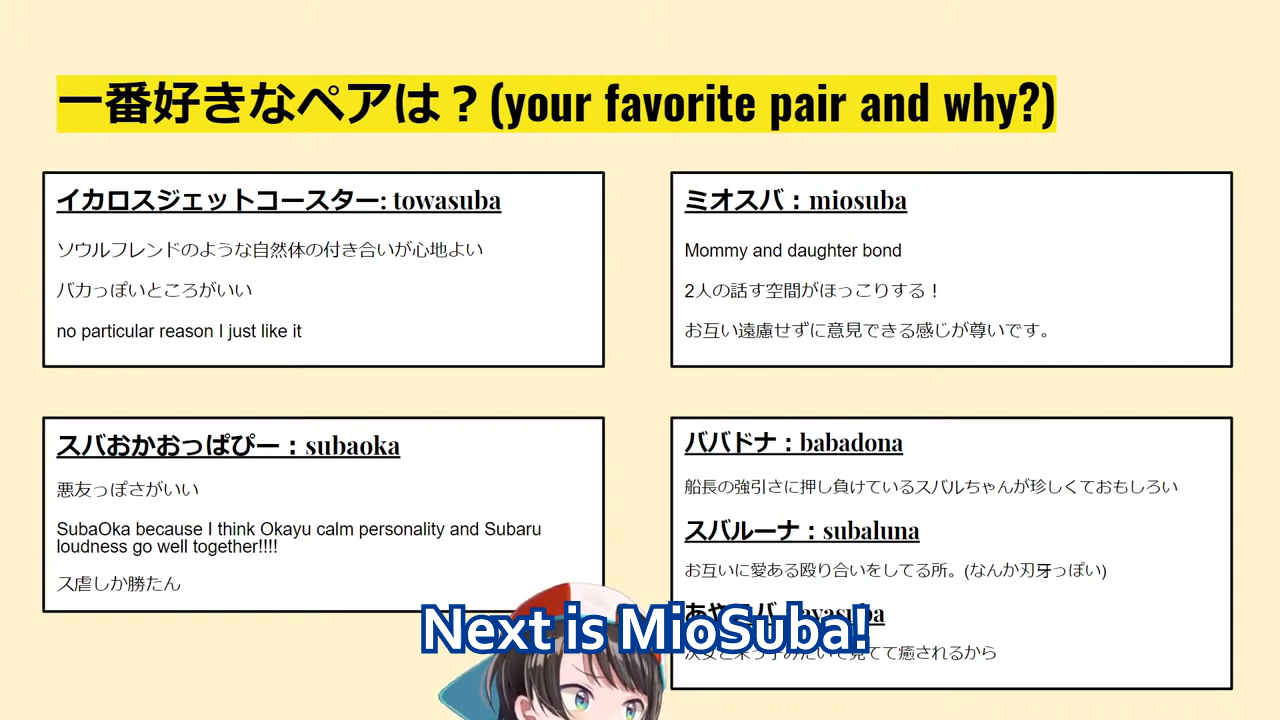 一番好きなペアは？(your favorite pair and why?)
イカロスジェットコースター: towasuba
ソウルフレンドのような自然体の付き合いが心地よい
バカっぽいところがいい
no particular reason I just like it
ミオスバ：miosuba
Mommy and daughter bond
2人の話す空間がほっこりする！
お互い遠慮せずに意見できる感じが尊いです。
スバおかおっぱぴー：subaoka
悪友っぽさがいい
SubaOka because I think Okayu calm personality and Subaru
loudness go well together!!!!
ス虐しか勝たん
ババドナ：babadona
船長の強引さに押し負けているスバルちゃんが珍しくておもしろい
スバルーナ：subaluna
お互いに愛ある殴り合いをしてる所。(なんか刃牙っぽい)
Next is MioSuba!